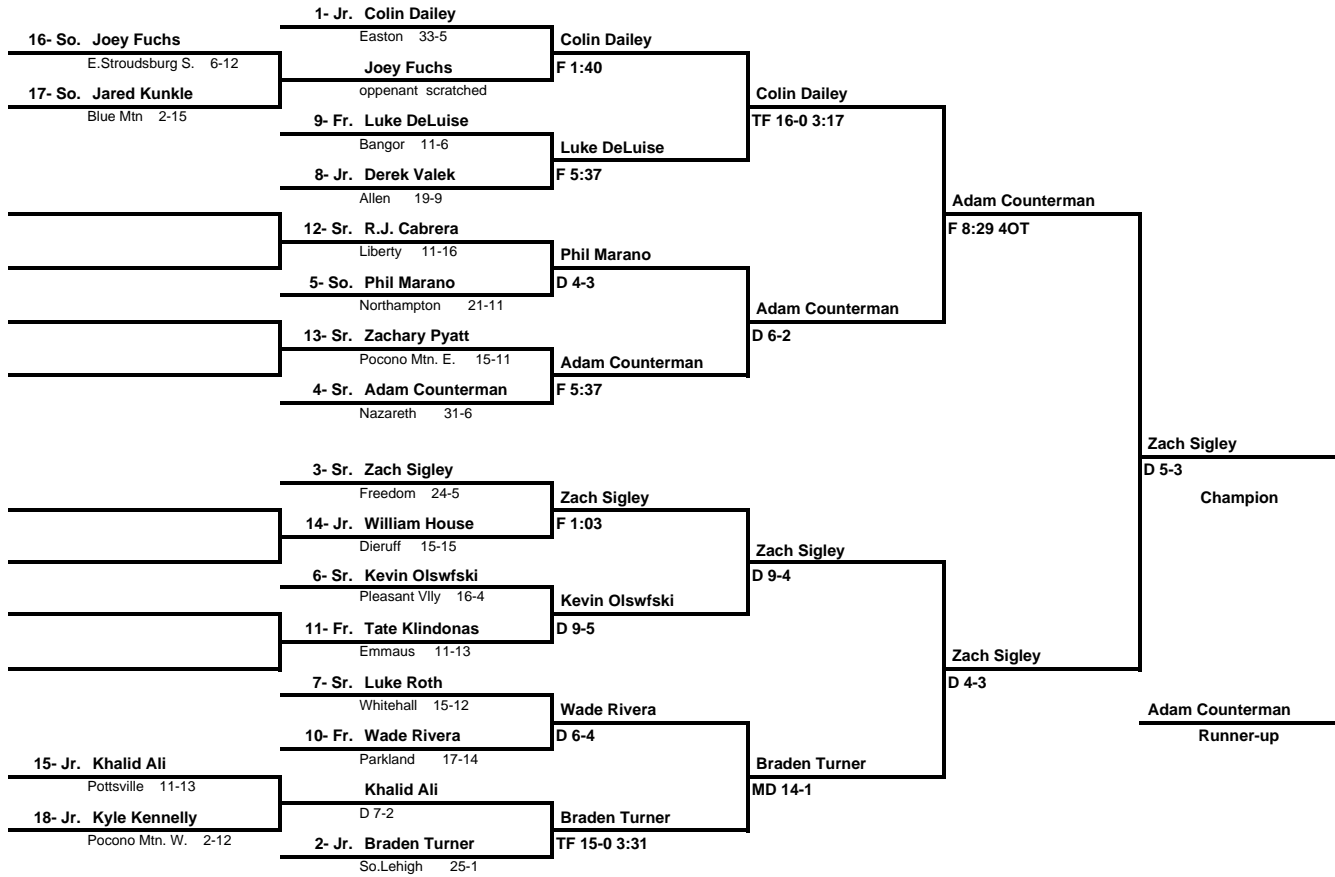 1- Jr. Colin Dailey
Easton 33-5
16- So. Joey Fuchs
E.Stroudsburg S. 6-12
Colin Dailey
F 1:40
Joey Fuchs
oppenant scratched
17- So. Jared Kunkle
Blue Mtn 2-15
Colin Dailey
TF 16-0 3:17
9- Fr. Luke DeLuise
Bangor 11-6
Luke DeLuise
F 5:37
8- Jr. Derek Valek
Allen 19-9
Adam Counterman
F 8:29 4OT
12- Sr. R.J. Cabrera
Liberty 11-16
Phil Marano
D 4-3
5- So. Phil Marano
Northampton 21-11
Adam Counterman
D 6-2
13- Sr. Zachary Pyatt
Pocono Mtn. E. 15-11
Adam Counterman
F 5:37
4- Sr. Adam Counterman
Nazareth 31-6
Zach Sigley
D 5-3
Champion
3- Sr. Zach Sigley
Freedom 24-5
Zach Sigley
F 1:03
14- Jr. William House
Dieruff 15-15
Zach Sigley
D 9-4
6- Sr. Kevin Olswfski
Pleasant Vlly 16-4
Kevin Olswfski
D 9-5
11- Fr. Tate Klindonas
Emmaus 11-13
Zach Sigley
D 4-3
7- Sr. Luke Roth
Whitehall 15-12
Wade Rivera
D 6-4
Adam Counterman
Runner-up
10- Fr. Wade Rivera
Parkland 17-14
15- Jr. Khalid Ali
Pottsville 11-13
Braden Turner
MD 14-1
Khalid Ali
D 7-2
18- Jr. Kyle Kennelly
Pocono Mtn. W. 2-12
Braden Turner
TF 15-0 3:31
2- Jr. Braden Turner
So.Lehigh 25-1